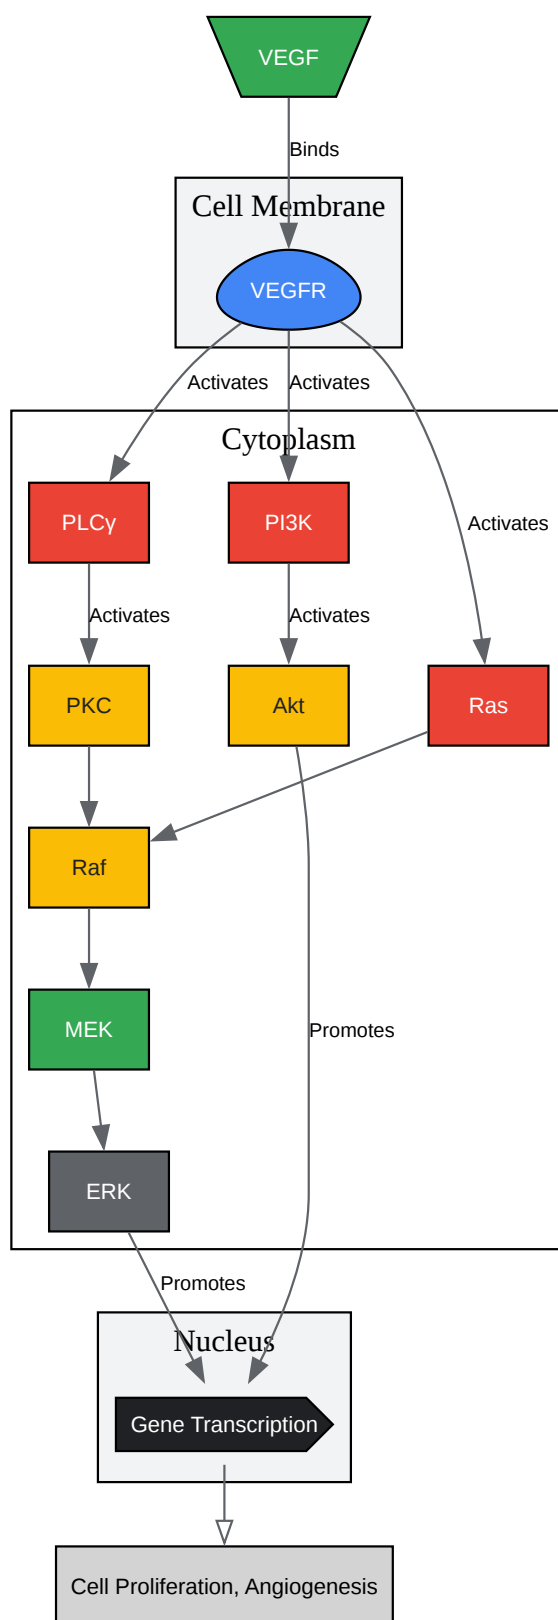 VEGF
Binds
Cell Membrane
VEGFR
Activates
Activates
Cytoplasm
PLCγ
PI3K
Activates
Activates
Activates
PKC
Akt
Ras
Raf
MEK
Promotes
ERK
Promotes
Nucleus
Gene Transcription
Cell Proliferation, Angiogenesis